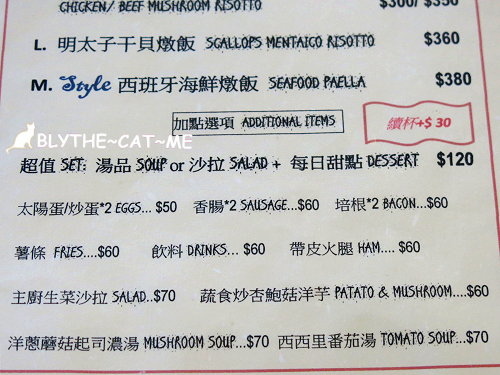 CHICKEN/ BEEF MUSHROOM RISOTTO $300/ $350
L. 明太子干貝燉飯 SCALLOPS MENTAICO RISOTTO $360
M. Style 西班牙海鮮燉飯 SEAFOOD PAELLA $380
加點選項 ADDITIONAL ITEMS 續杯+$ 30
BLYTHE~CAT~ME
超值 SET: 湯品 SOUP or 沙拉 SALAD + 每日甜點 DESSERT $120
太陽蛋/炒蛋*2 EGGS... $50 香腸*2 SAUSAGE...$60 培根*2 BACON...$60
薯條 FRIES....$60 飲料 DRINKS... $60 帶皮火腿 HAM.... $60
主廚生菜沙拉 SALAD...$70 蔬食炒杏鮑菇洋芋 PATATO & MUSHROOM....$60
洋蔥蘑菇起司濃湯 MUSHROOM SOUP...$70 西西里番茄湯 TOMATO SOUP...$70